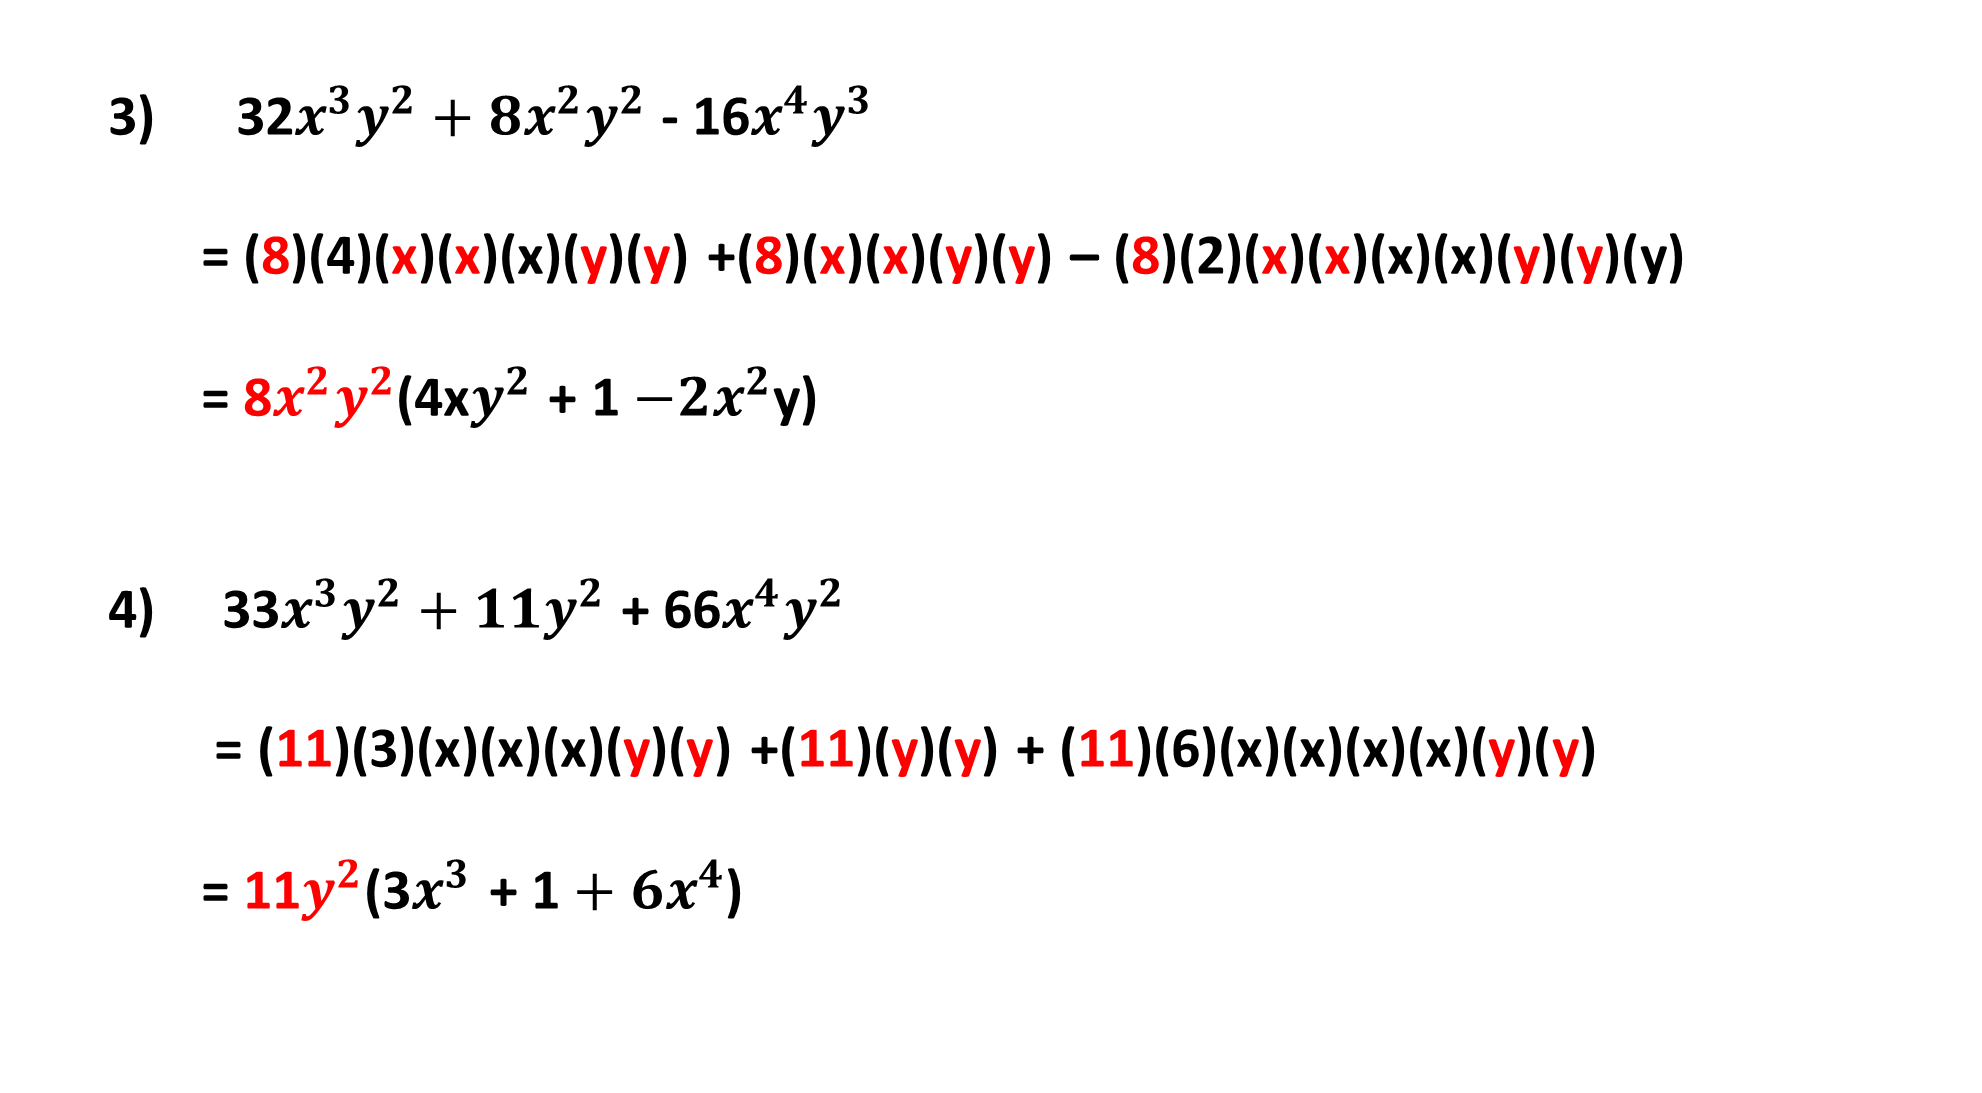 3) 32x³y² + 8x²y² - 16x⁴y³
= (8)(4)(x)(x)(x)(y)(y) +(8)(x)(x)(y)(y) – (8)(2)(x)(x)(x)(x)(y)(y)(y)
= 8x²y²(4xy² + 1 −2x²y)
4) 33x³y² + 11y² + 66x⁴y²
= (11)(3)(x)(x)(x)(y)(y) +(11)(y)(y) + (11)(6)(x)(x)(x)(x)(y)(y)
= 11y²(3x³ + 1 + 6x⁴)